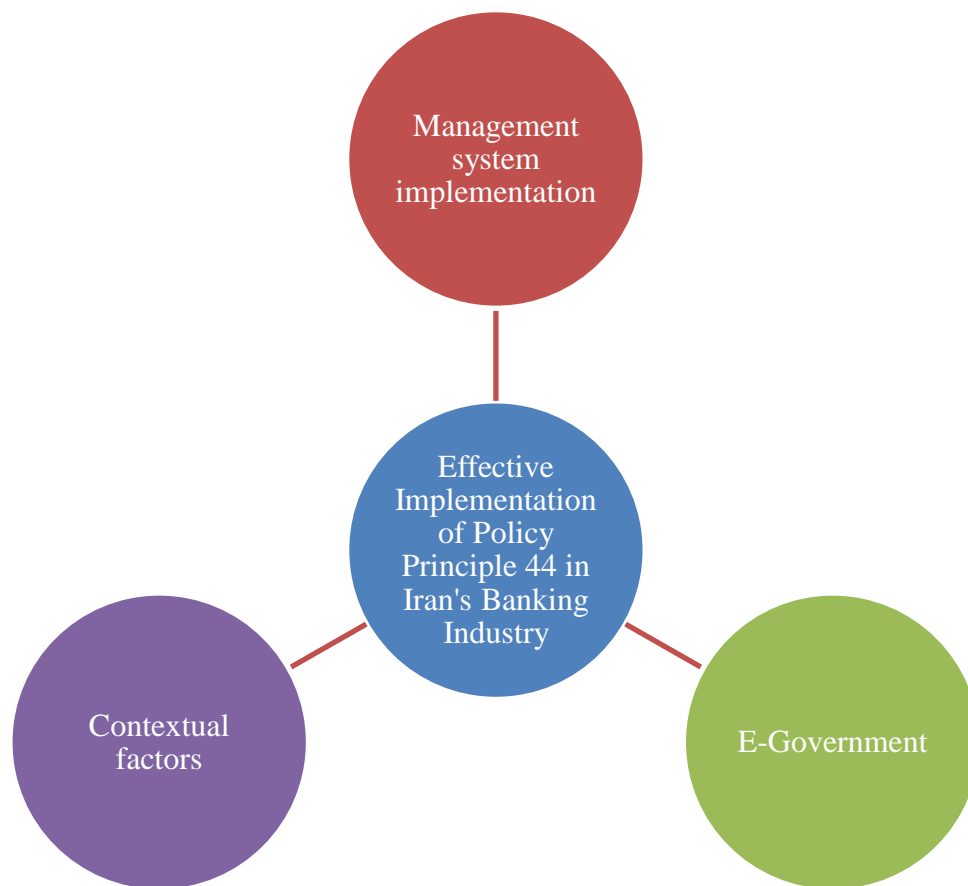 Management
system
implementation
Effective
Implementation
of Policy
Principle 44 in
Iran's Banking
Industry
Contextual
factors
E-Government